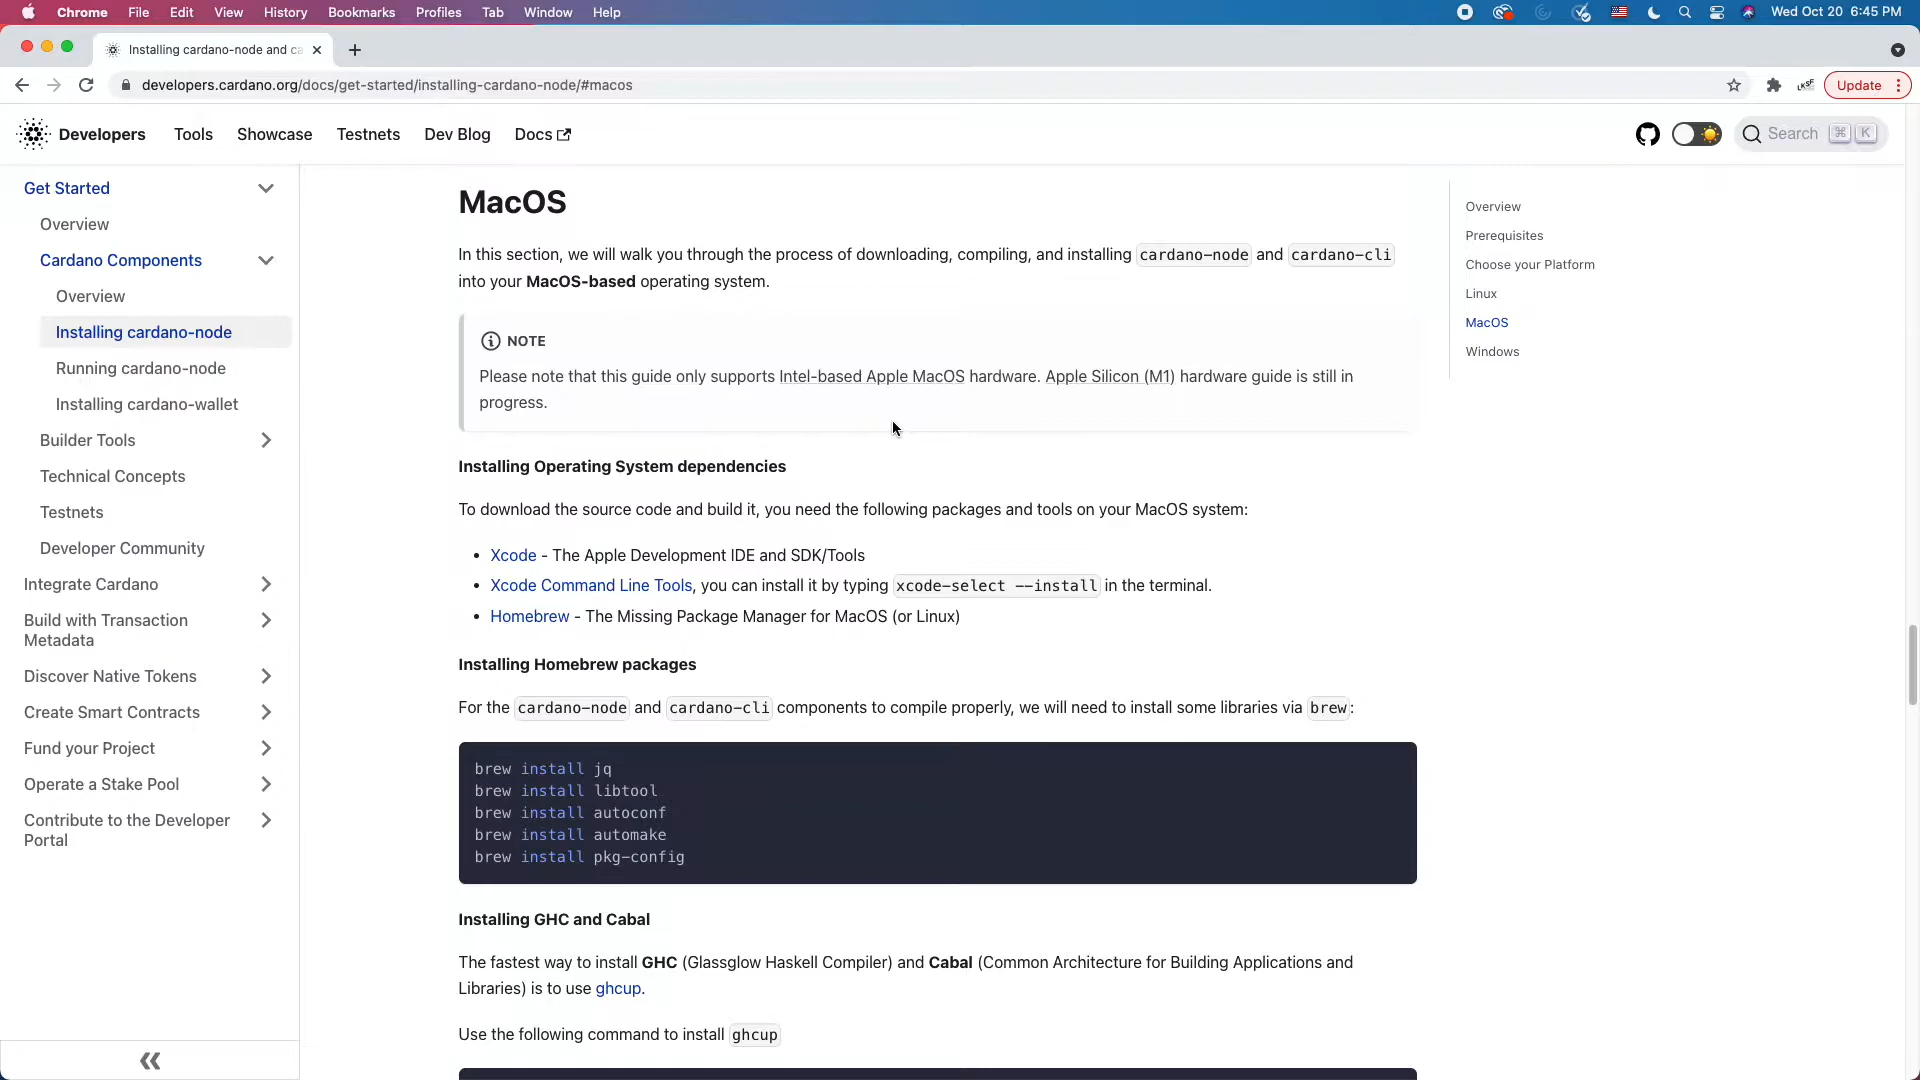 Chrome File Edit View History Bookmarks Profiles Tab Window Help Wed Oct 20 6:45 PM
Installing cardano-node and ca
developers.cardano.org/docs/get-started/installing-cardano-node/#macos
Update
Developers Tools Showcase Testnets Dev Blog Docs Search ⌘ K
Get Started
Overview
Cardano Components
Overview
Installing cardano-node
Running cardano-node
Installing cardano-wallet
Builder Tools
Technical Concepts
Testnets
Developer Community
Integrate Cardano
Build with Transaction
Metadata
Discover Native Tokens
Create Smart Contracts
Fund your Project
Operate a Stake Pool
Contribute to the Developer
Portal
MacOS
In this section, we will walk you through the process of downloading, compiling, and installing cardano-node and cardano-cli
into your MacOS-based operating system.
NOTE
Please note that this guide only supports Intel-based Apple MacOS hardware. Apple Silicon (M1) hardware guide is still in
progress.
Installing Operating System dependencies
To download the source code and build it, you need the following packages and tools on your MacOS system:
• Xcode - The Apple Development IDE and SDK/Tools
• Xcode Command Line Tools, you can install it by typing xcode-select --install in the terminal.
• Homebrew - The Missing Package Manager for MacOS (or Linux)
Installing Homebrew packages
For the cardano-node and cardano-cli components to compile properly, we will need to install some libraries via brew:
brew install jq
brew install libtool
brew install autoconf
brew install automake
brew install pkg-config
Installing GHC and Cabal
The fastest way to install GHC (Glassglow Haskell Compiler) and Cabal (Common Architecture for Building Applications and
Libraries) is to use ghcup.
Use the following command to install ghcup
Overview
Prerequisites
Choose your Platform
Linux
MacOS
Windows